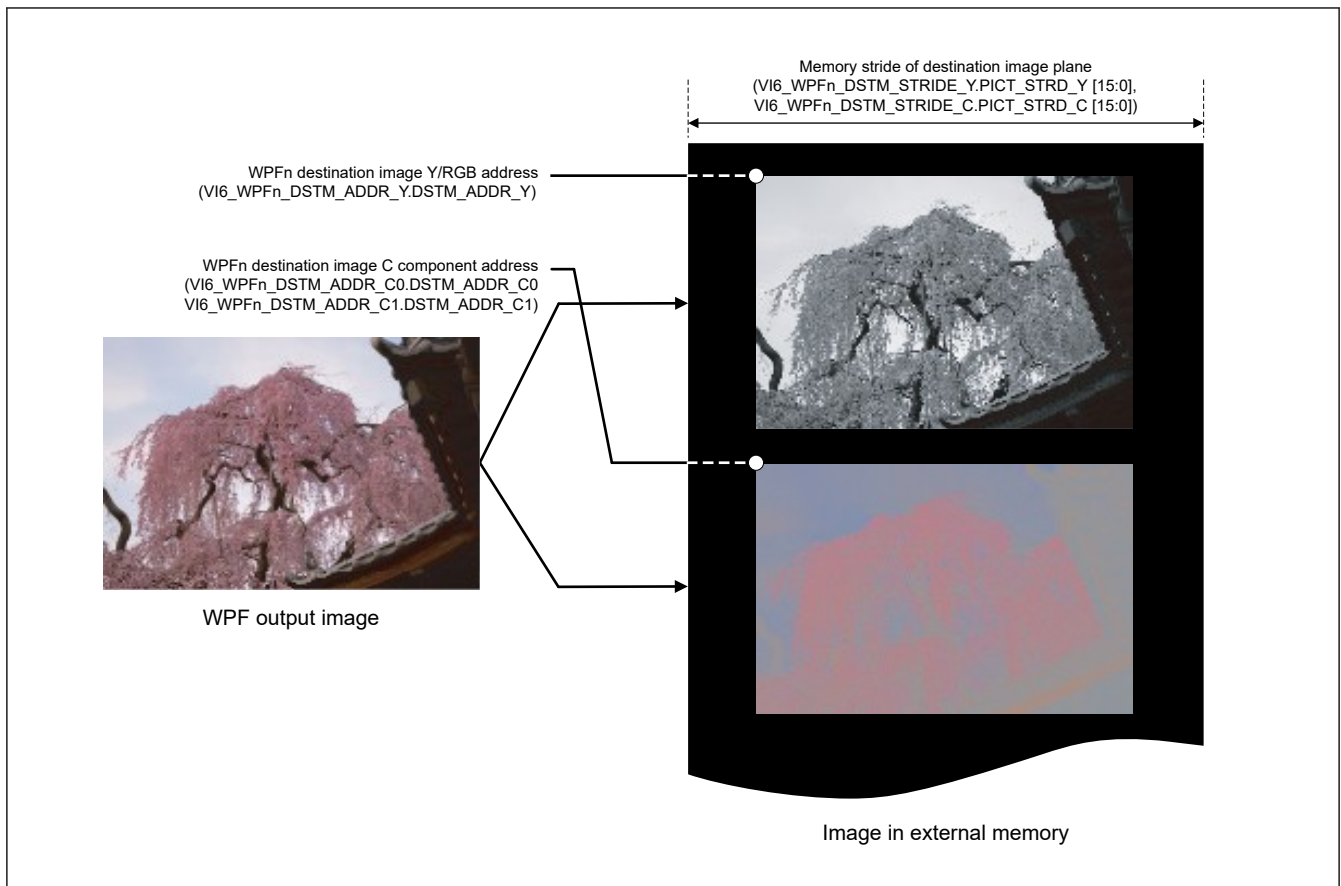 Memory stride of destination image plane
(VI6_WPFn_DSTM_STRIDE_Y.PICT_STRD_Y [15:0],
VI6_WPFn_DSTM_STRIDE_C.PICT_STRD_C [15:0])
WPFn destination image Y/RGB address
(VI6_WPFn_DSTM_ADDR_Y.DSTM_ADDR_Y)
WPFn destination image C component address
(VI6_WPFn_DSTM_ADDR_C0.DSTM_ADDR_C0
VI6_WPFn_DSTM_ADDR_C1.DSTM_ADDR_C1)
WPF output image
Image in external memory